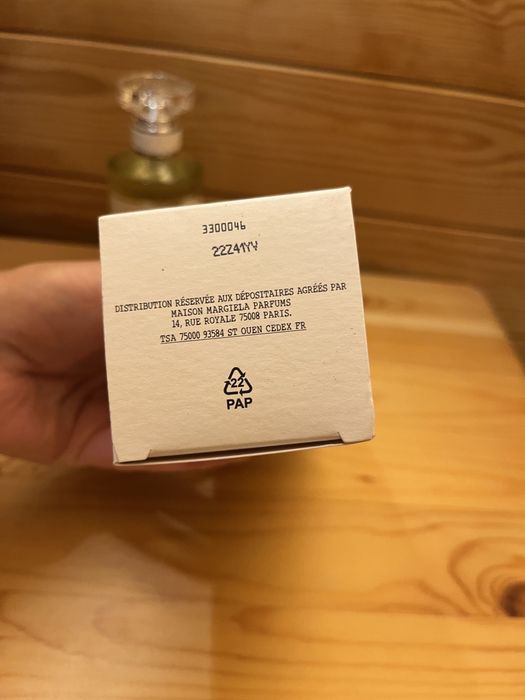 3300046
22Z41YY
DISTRIBUTION RÉSERVÉE AUX DÉPOSITAIRES AGRÉÉS PAR
MAISON MARGIELA PARFUMS
14, RUE ROYALE 75008 PARIS.
TSA 75000 93584 ST OUEN CEDEX FR
22
PAP